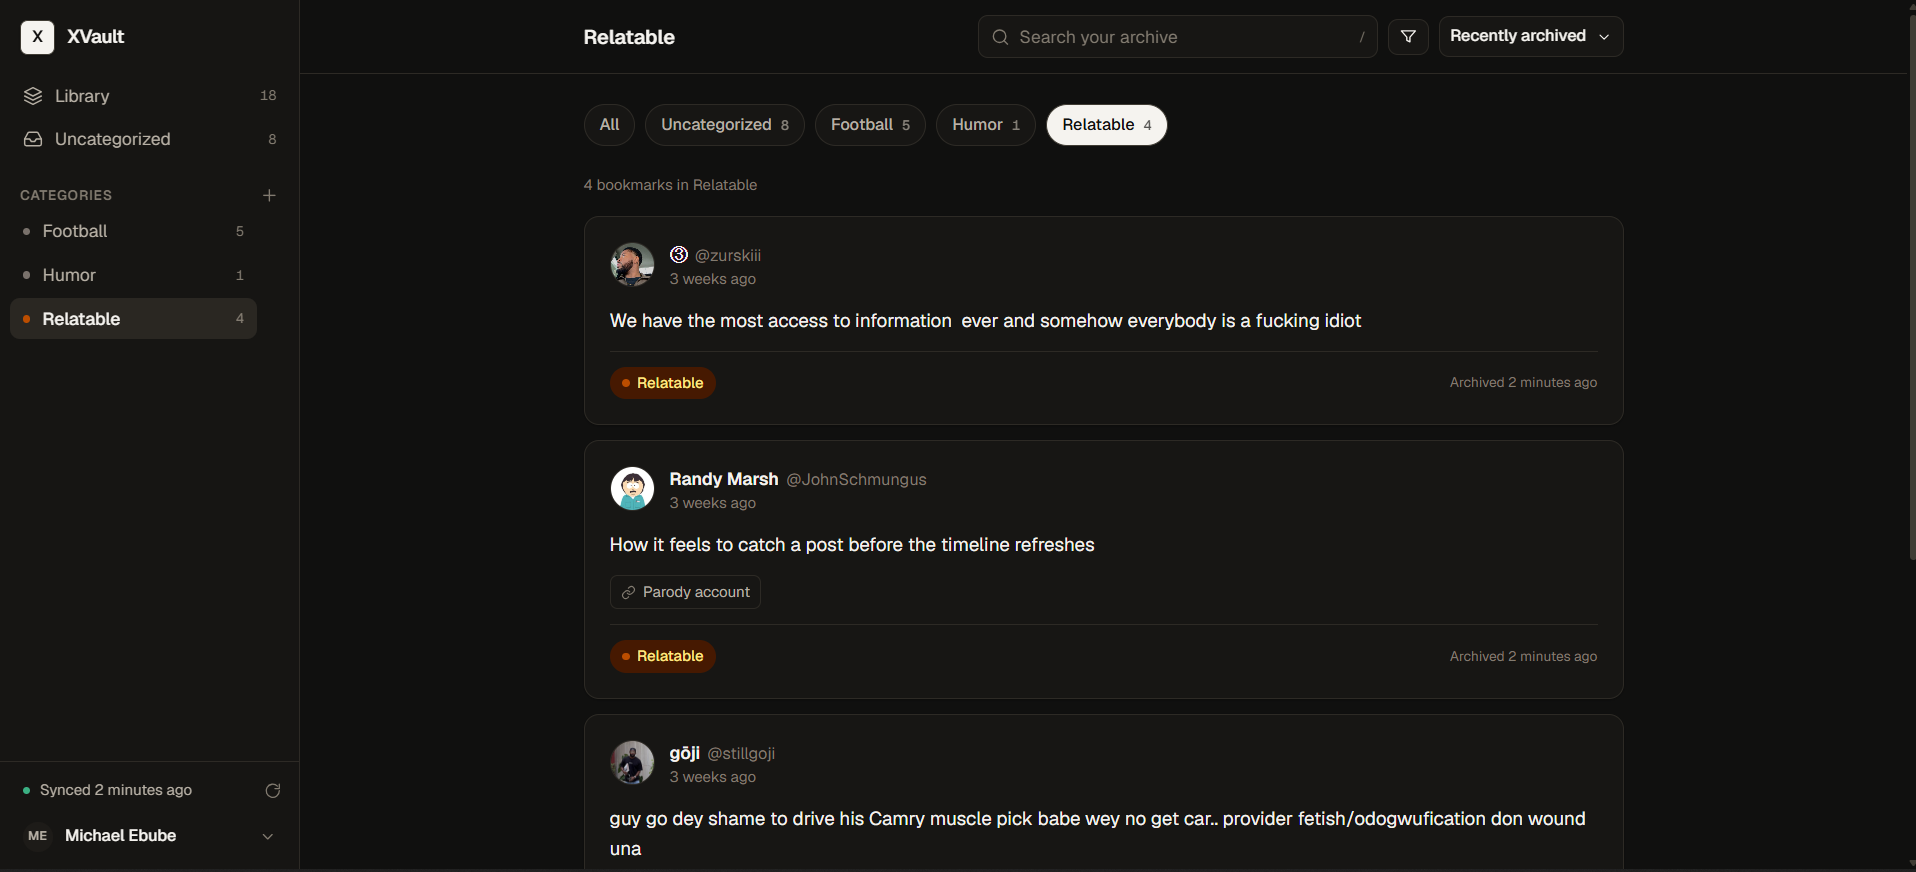 X XVault
Library 18
Uncategorized 8
CATEGORIES +
Football 5
Humor 1
Relatable 4
Synced 2 minutes ago
ME Michael Ebube
Relatable
Search your archive /
Recently archived
All
Uncategorized 8
Football 5
Humor 1
Relatable 4
4 bookmarks in Relatable
③ @zurskiii
3 weeks ago
We have the most access to information  ever and somehow everybody is a fucking idiot
Relatable
Archived 2 minutes ago
Randy Marsh @JohnSchmungus
3 weeks ago
How it feels to catch a post before the timeline refreshes
Parody account
Relatable
Archived 2 minutes ago
gōji @stillgoji
3 weeks ago
guy go dey shame to drive his Camry muscle pick babe wey no get car.. provider fetish/odogwufication don wound
una